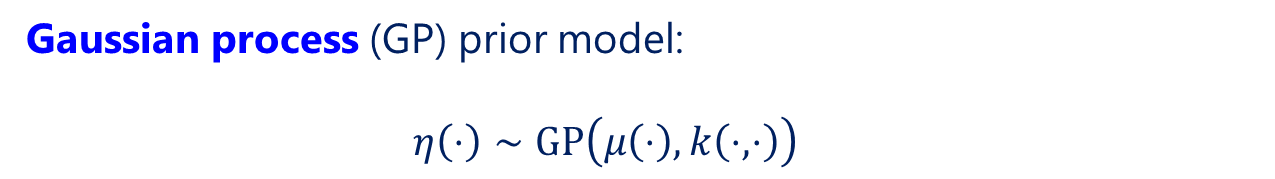 Gaussian process (GP) prior model:
η(·) ~ GP(μ(·), k(·,·))